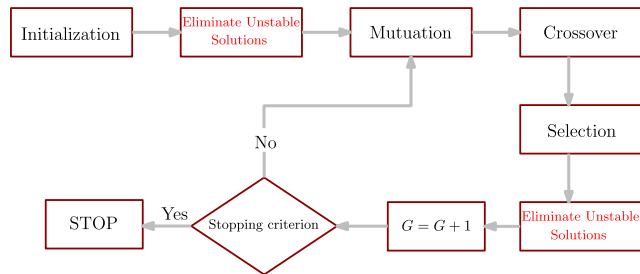 Initialization
Eliminate Unstable
Solutions
Mutuation
Crossover
Selection
Eliminate Unstable
Solutions
G = G + 1
Stopping criterion
No
Yes
STOP